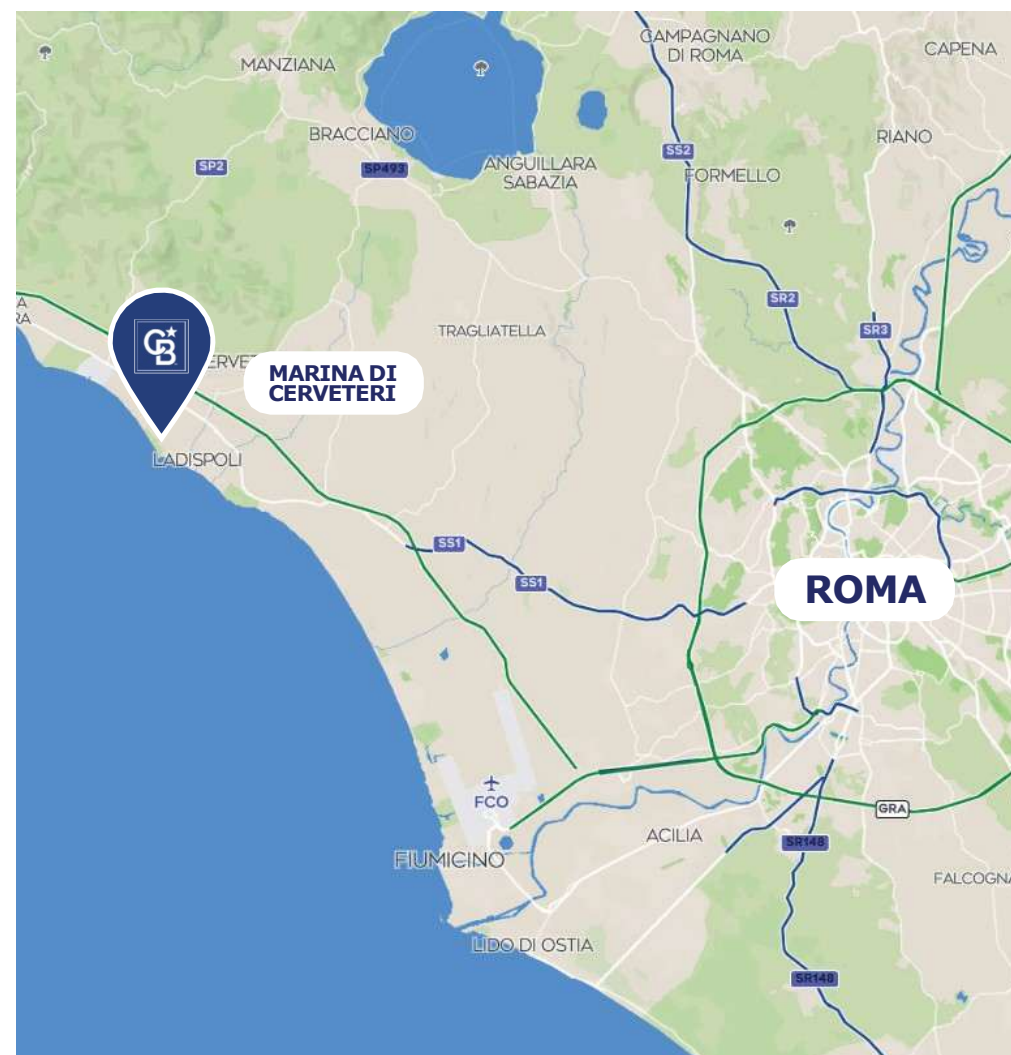 CAMPAGNANO
DI ROMA
CAPENA
MANZIANA
BRACCIANO
RIANO
SS2
SP2
SP493
ANGUILLARA
SABAZIA
FORMELLO
SR2
SR3
TRAGLIATELLA
CB
MARINA DI
CERVETERI
LADISPOLI
SS1
SS1
ROMA
FCO
GRA
ACILIA
SR148
FIUMICINO
FALCOGNA
LIDO DI OSTIA
SR148